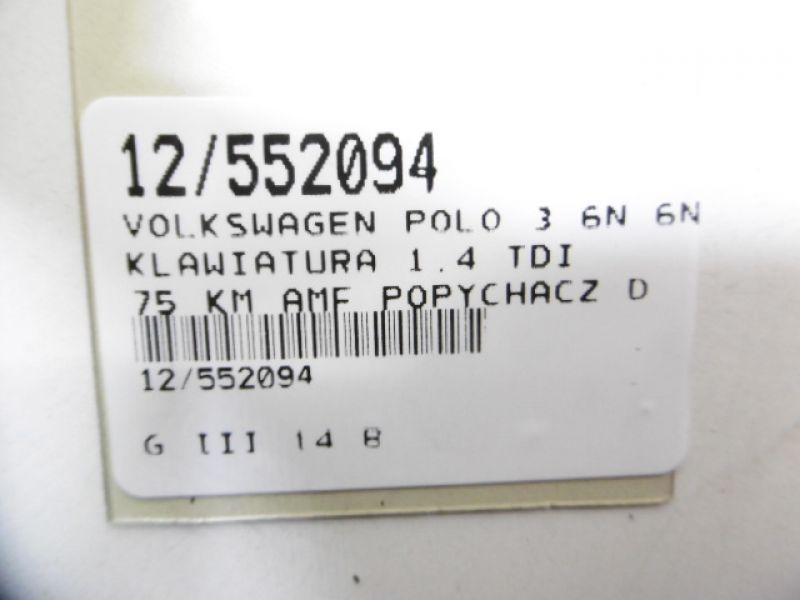 12/552094
VOLKSWAGEN POLO 3 6N 6N
KLAWIATURA 1.4 TDI
75 KM AMF POPYCHACZ D
12/552094
G III 14 B